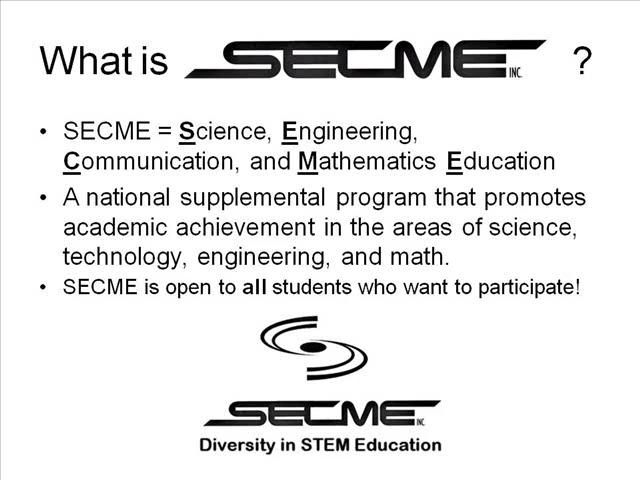 What is SECME INC. ?
• SECME = Science, Engineering,
Communication, and Mathematics Education
• A national supplemental program that promotes
academic achievement in the areas of science,
technology, engineering, and math.
• SECME is open to all students who want to participate!
SECME INC.
Diversity in STEM Education